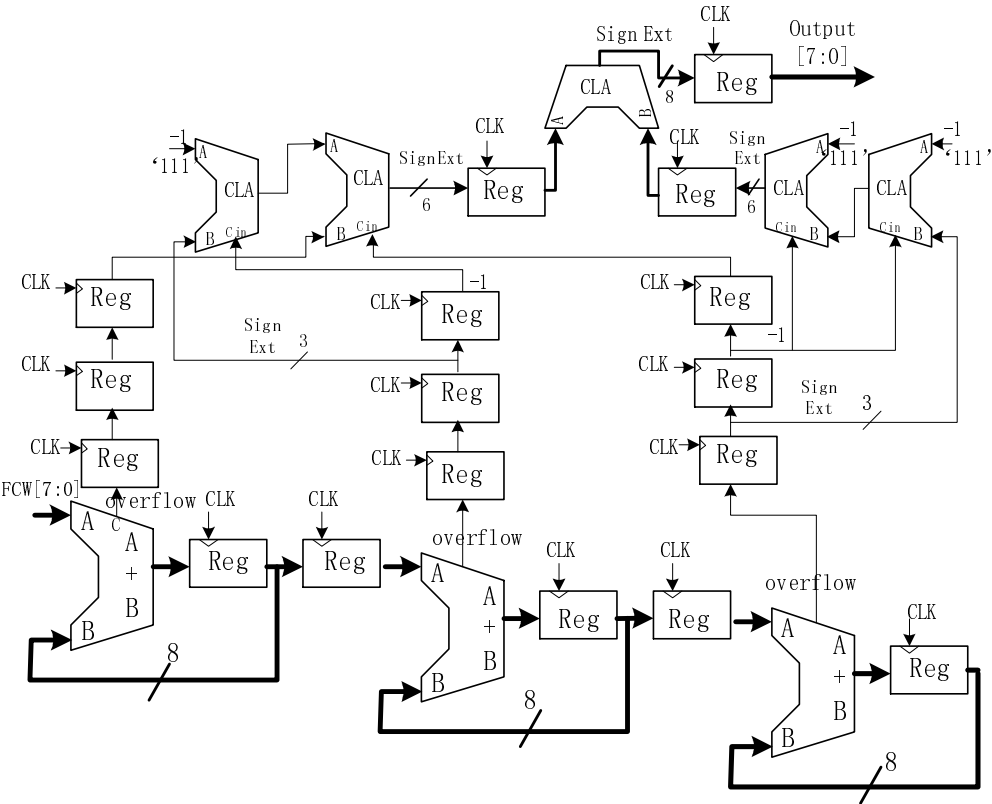 CLK
Output
[7:0]
Sign Ext
Reg
CLA
8
A
B
-1
'111'
A
CLA
Cin
B
A
CLA
Cin
B
SignExt
6
CLK
Reg
CLK
Reg
Sign
Ext
6
-1
'111'
A
CLA
Cin
B
-1
'111'
A
CLA
Cin
B
CLK
Reg
CLK
Reg
-1
CLK
Reg
-1
Sign
Ext
3
CLK
Reg
CLK
Reg
CLK
Reg
Sign
Ext
3
CLK
Reg
CLK
Reg
CLK
Reg
FCW[7:0]
overflow
C
A
A
+
B
B
CLK
Reg
CLK
Reg
8
overflow
A
A
+
B
B
CLK
Reg
CLK
Reg
8
overflow
A
A
+
B
B
CLK
Reg
8